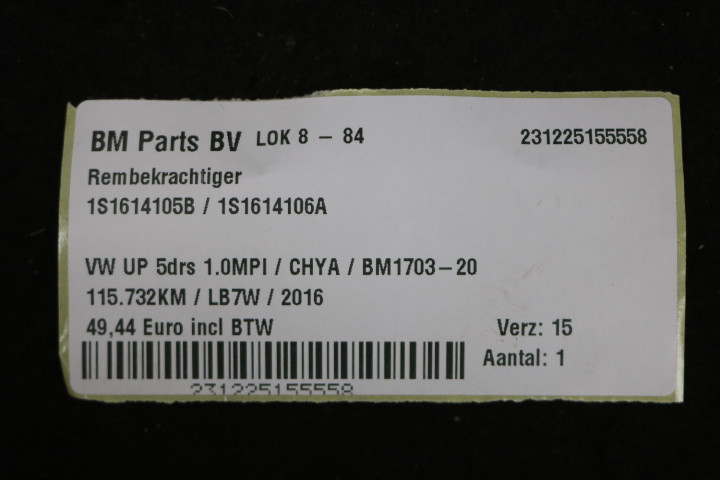 BM Parts BV LOK 8 - 84 231225155558
Rembekrachtiger
1S1614105B / 1S1614106A
VW UP 5drs 1.0MPI / CHYA / BM1703-20
115.732KM / LB7W / 2016
49,44 Euro incl BTW Verz: 15
Aantal: 1
231225155558